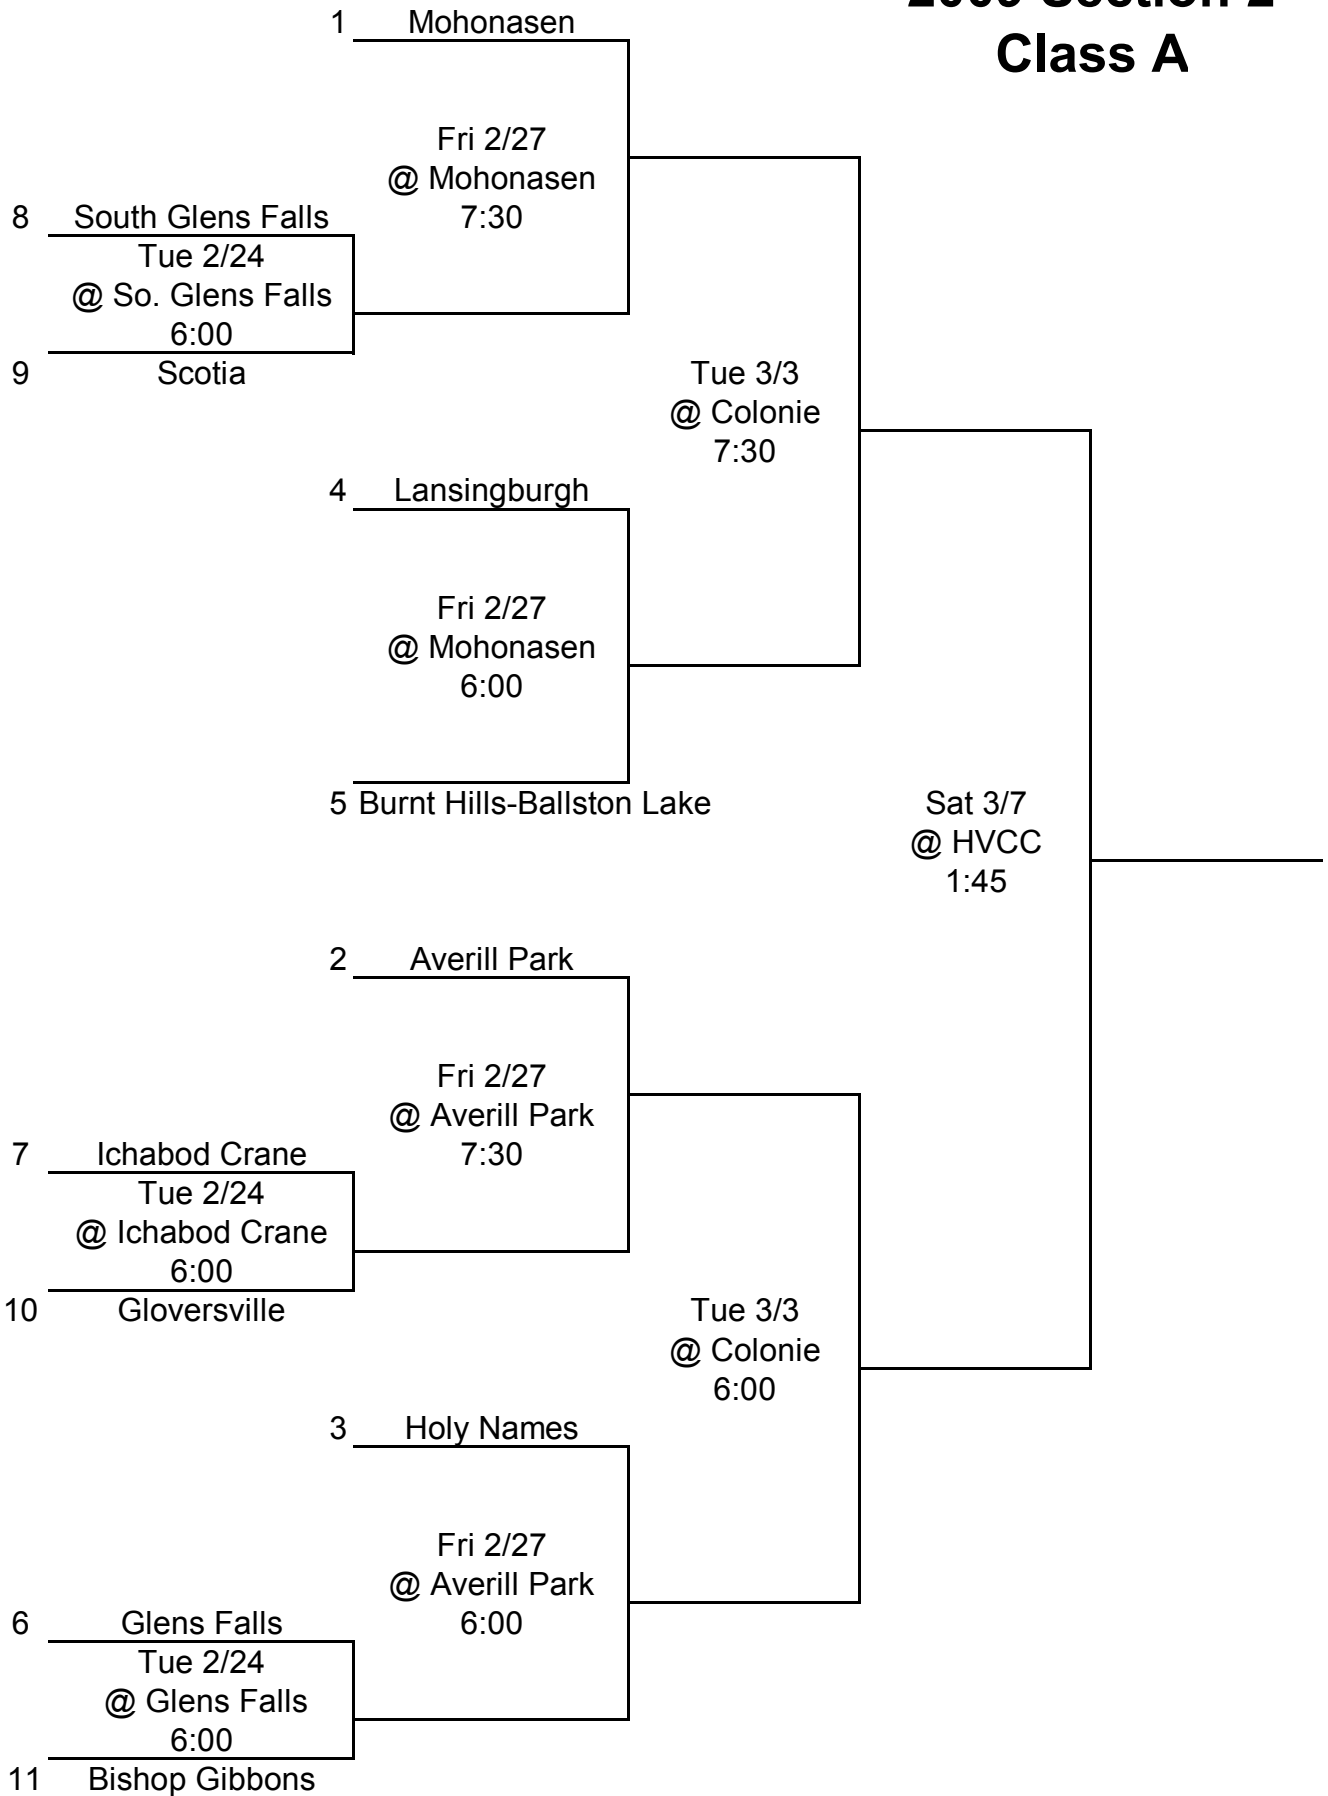 2009 Section 2
Class A
1 Mohonasen
Fri 2/27
@ Mohonasen
7:30
8 South Glens Falls
Tue 2/24
@ So. Glens Falls
6:00
9 Scotia
Tue 3/3
@ Colonie
7:30
4 Lansingburgh
Fri 2/27
@ Mohonasen
6:00
5 Burnt Hills-Ballston Lake
Sat 3/7
@ HVCC
1:45
2 Averill Park
Fri 2/27
@ Averill Park
7:30
7 Ichabod Crane
Tue 2/24
@ Ichabod Crane
6:00
10 Gloversville
Tue 3/3
@ Colonie
6:00
3 Holy Names
Fri 2/27
@ Averill Park
6:00
6 Glens Falls
Tue 2/24
@ Glens Falls
6:00
11 Bishop Gibbons